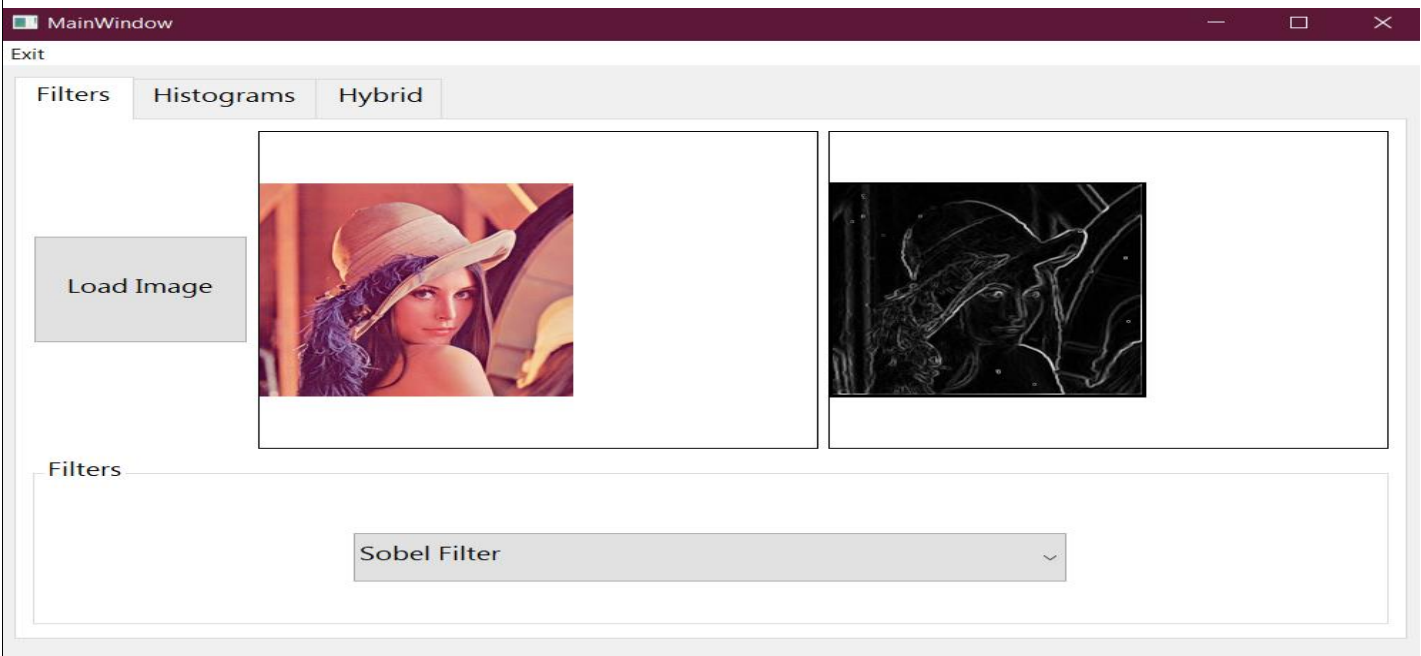 MainWindow
Exit
Filters Histograms Hybrid
Load Image
Filters
Sobel Filter